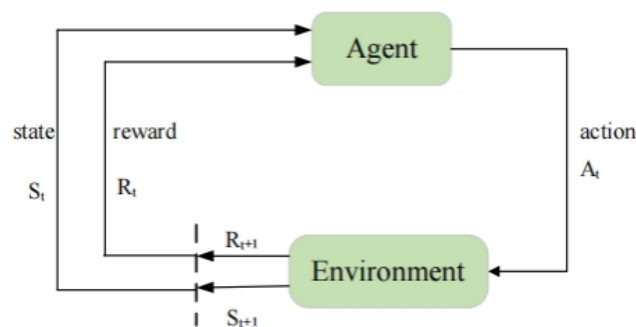 Agent
state
reward
action
Sₜ
Rₜ
Aₜ
Rₜ₊₁
Environment
Sₜ₊₁